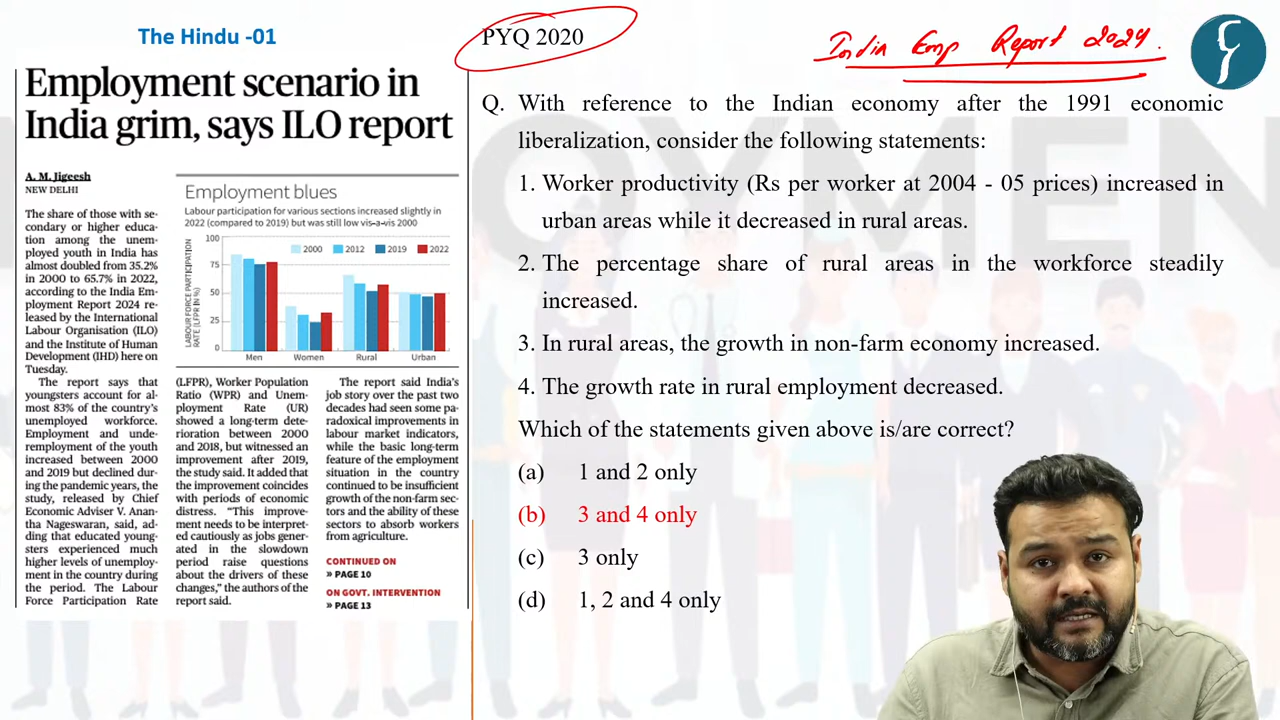 The Hindu -01
Employment scenario in
India grim, says ILO report
A. M. Jigeesh
NEW DELHI
The share of those with se-
condary or higher educa-
tion among the unem-
ployed youth in India has
almost doubled from 35.2%
in 2000 to 65.7% in 2022,
according to the India Em-
ployment Report 2024 re-
leased by the International
Labour Organisation (ILO)
and the Institute of Human
Development (IHD) here on
Tuesday.
The report says that
youngsters account for al-
most 83% of the country's
unemployed workforce.
Employment and unde-
remployment of the youth
increased between 2000
and 2019 but declined dur-
ing the pandemic years, the
study, released by Chief
Economic Adviser V. Anan-
tha Nageswaran, said, ad-
ding that educated young-
sters experienced much
higher levels of unemploy-
ment in the country during
the period. The Labour
Force Participation Rate
Employment blues
Labour participation for various sections increased slightly in
2022 (compared to 2019) but was still low vis-a-vis 2000
LABOUR FORCE PARTICIPATION
RATE (LFPR IN %)
100
75
50
25
0
2000 2012 2019 2022
Men Women Rural Urban
(LFPR), Worker Population
Ratio (WPR) and Unem-
ployment Rate (UR)
showed a long-term dete-
rioration between 2000
and 2018, but witnessed an
improvement after 2019,
the study said. It added that
the improvement coincides
with periods of economic
distress. “This improve-
ment needs to be interpret-
ed cautiously as jobs gener-
ated in the slowdown
period raise questions
about the drivers of these
changes,” the authors of the
report said.
The report said India's
job story over the past two
decades had seen some pa-
radoxical improvements in
labour market indicators,
while the basic long-term
feature of the employment
situation in the country
continued to be insufficient
growth of the non-farm sec-
tors and the ability of these
sectors to absorb workers
from agriculture.
CONTINUED ON
» PAGE 10
ON GOVT. INTERVENTION
» PAGE 13
PYQ 2020
India Emp Report 2024.
Q. With reference to the Indian economy after the 1991 economic
liberalization, consider the following statements:
1. Worker productivity (Rs per worker at 2004 - 05 prices) increased in
urban areas while it decreased in rural areas.
2. The percentage share of rural areas in the workforce steadily
increased.
3. In rural areas, the growth in non-farm economy increased.
4. The growth rate in rural employment decreased.
Which of the statements given above is/are correct?
(a) 1 and 2 only
(b) 3 and 4 only
(c) 3 only
(d) 1, 2 and 4 only